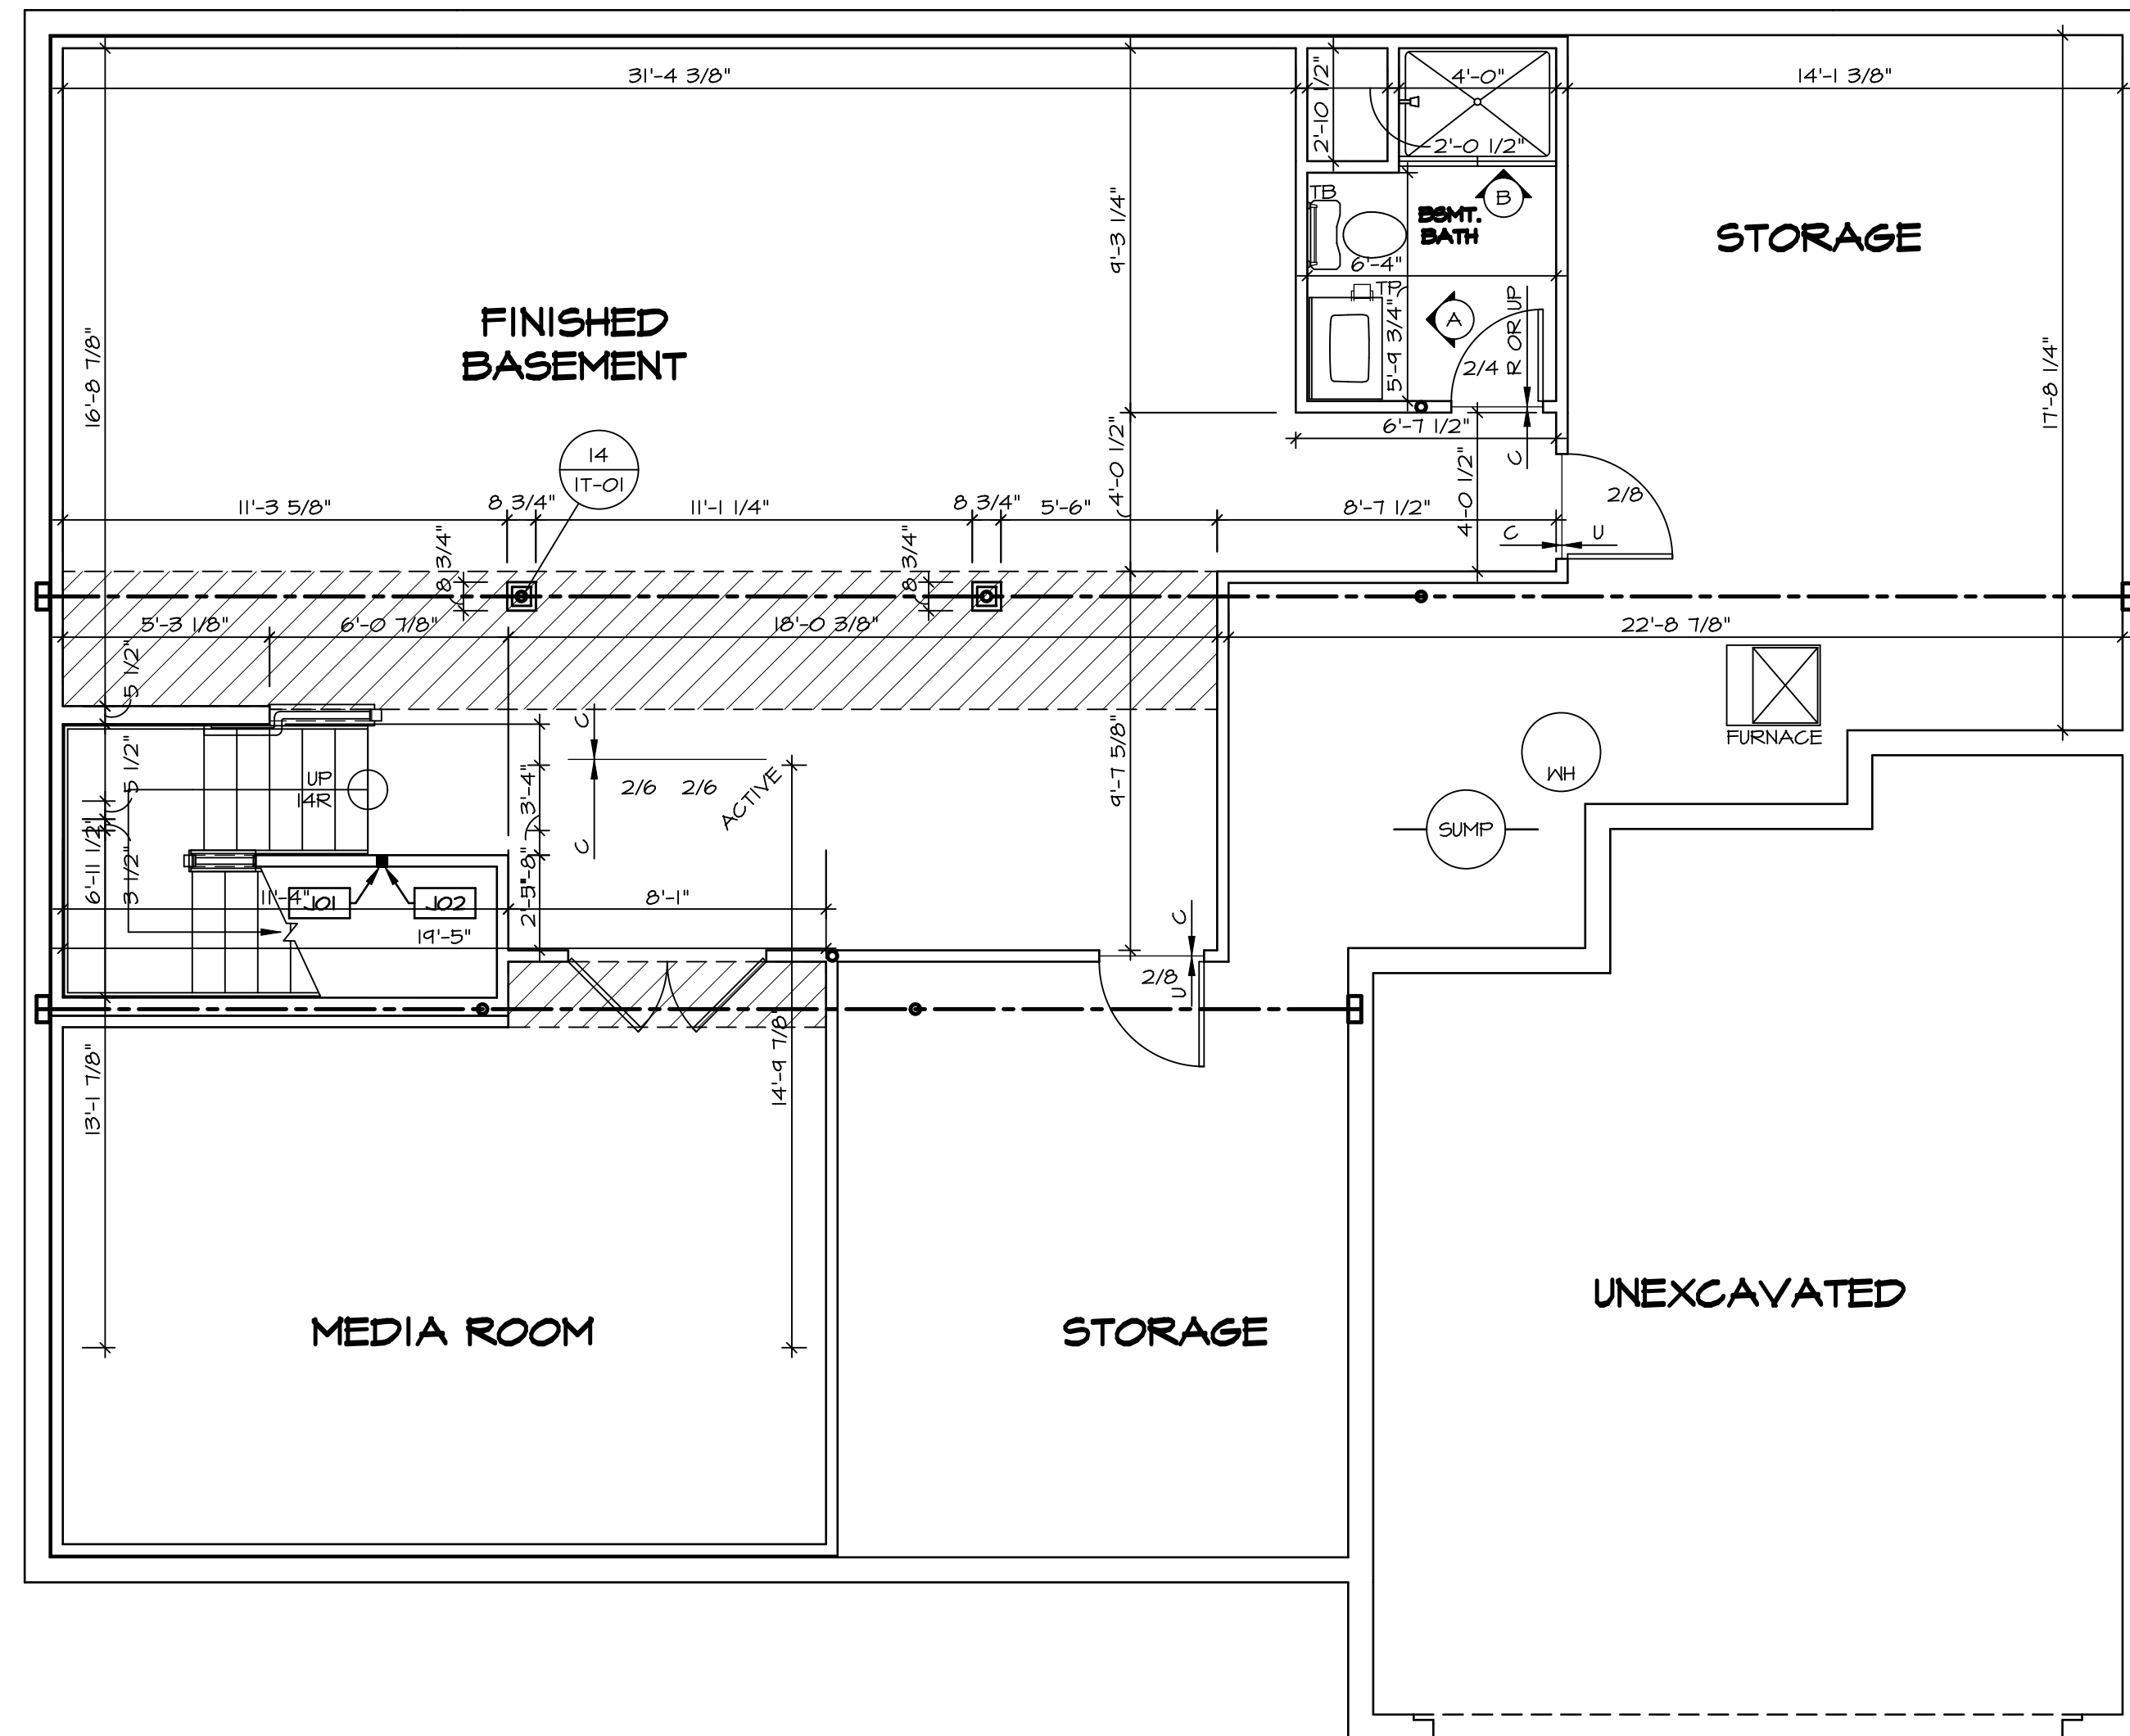 31'-4 3/8"
2'-10 1/2"
4'-0"
14'-1 3/8"
2'-0 1/2"
TB
B
BSMT.
BATH
STORAGE
9'-3 1/4"
6'-4"
TP
5'-9 3/4"
A
R OR UP
2/4
FINISHED
BASEMENT
16'-8 7/8"
17'-8 1/4"
6'-7 1/2"
C
14
1T-01
4'-0 1/2"
4'-0 1/2"
2/8
11'-3 5/8"
8 3/4"
11'-1 1/4"
8 3/4"
5'-6"
8'-7 1/2"
C
U
8 3/4"
8 3/4"
5'-3 1/8"
6'-0 7/8"
18'-0 3/8"
22'-8 7/8"
5 1/2"
C
FURNACE
9'-7 5/8"
5 1/2"
UP
14R
2/6
2/6
ACTIVE
3'-4"
WH
SUMP
C
6'-11 1/2"
3 1/2"
2'-5"
8"
11'-4"
J01
J02
8'-1"
19'-5"
C
2/8
U
13'-1 7/8"
14'-9 7/8"
MEDIA ROOM
STORAGE
UNEXCAVATED